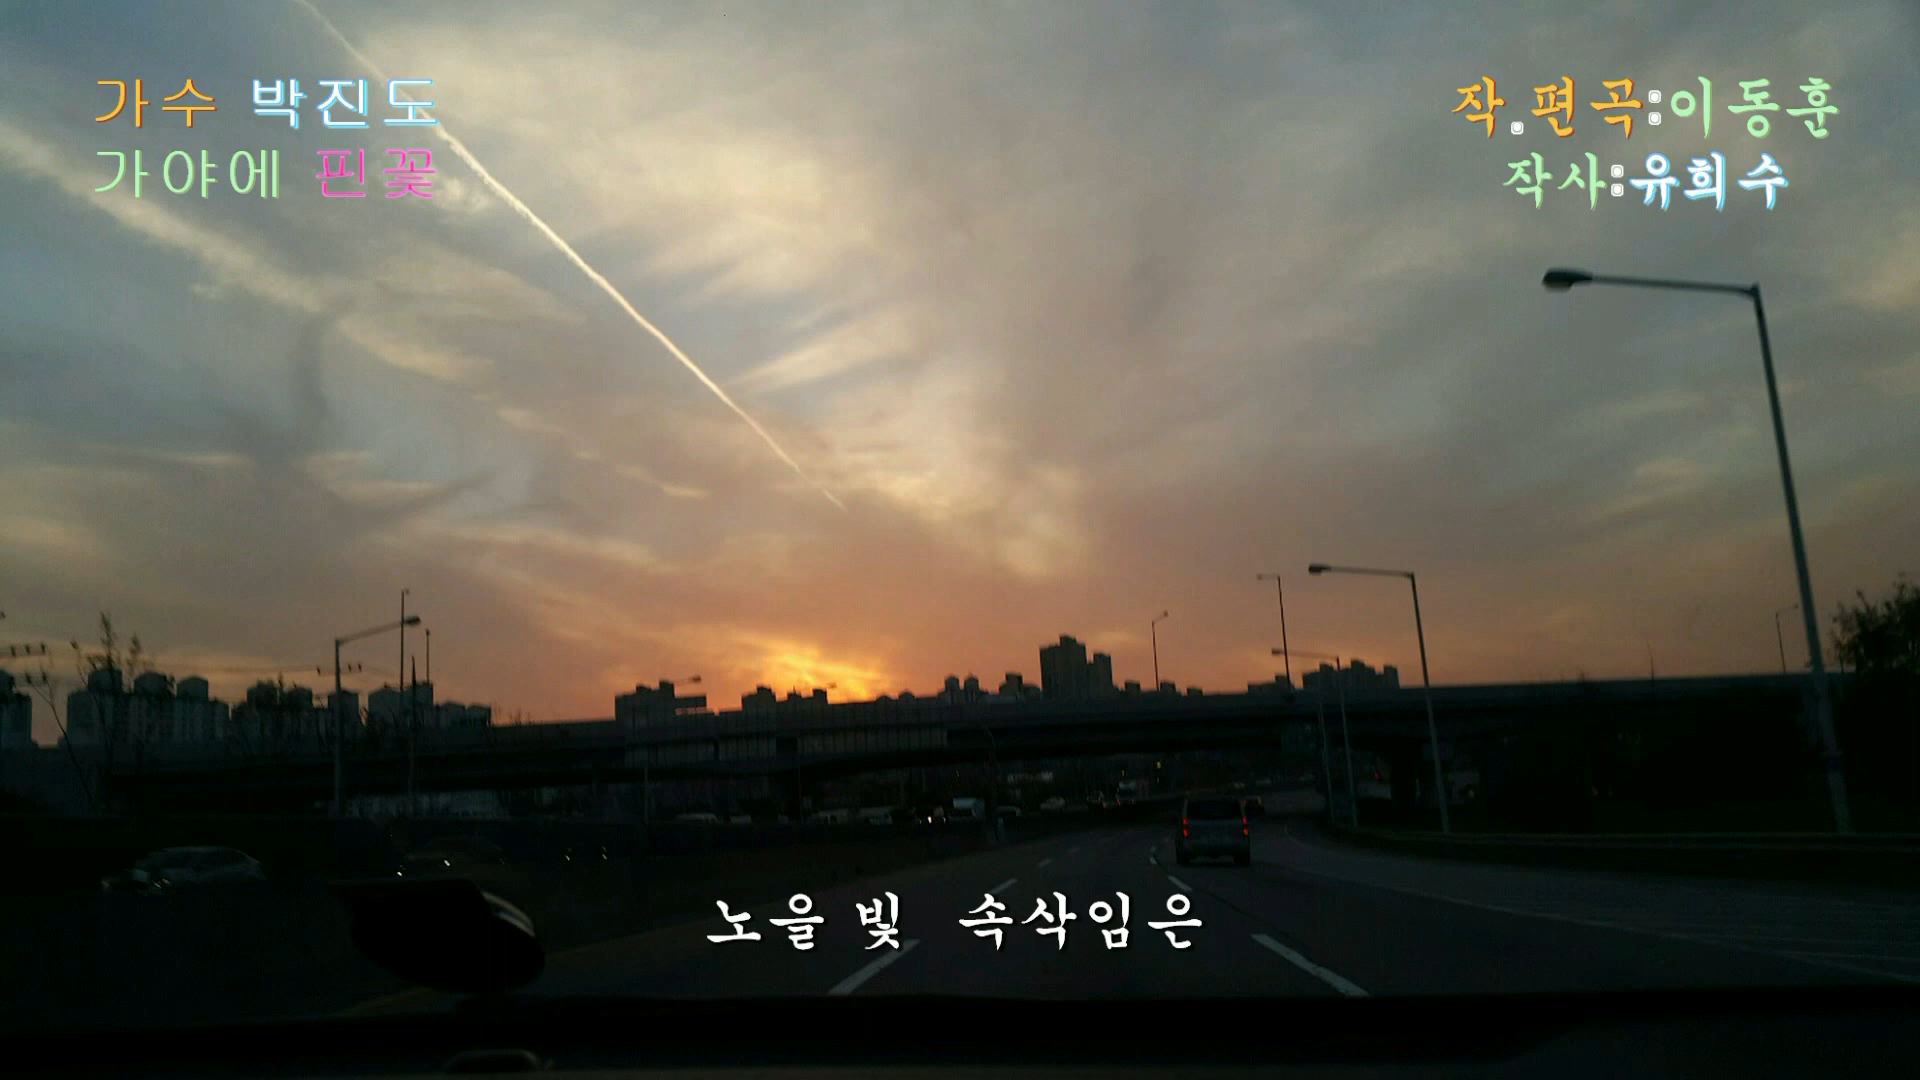 가수 박진도
가야에 핀꽃
작.편곡:이동훈
작사:유희수
노을 빛 속삭임은